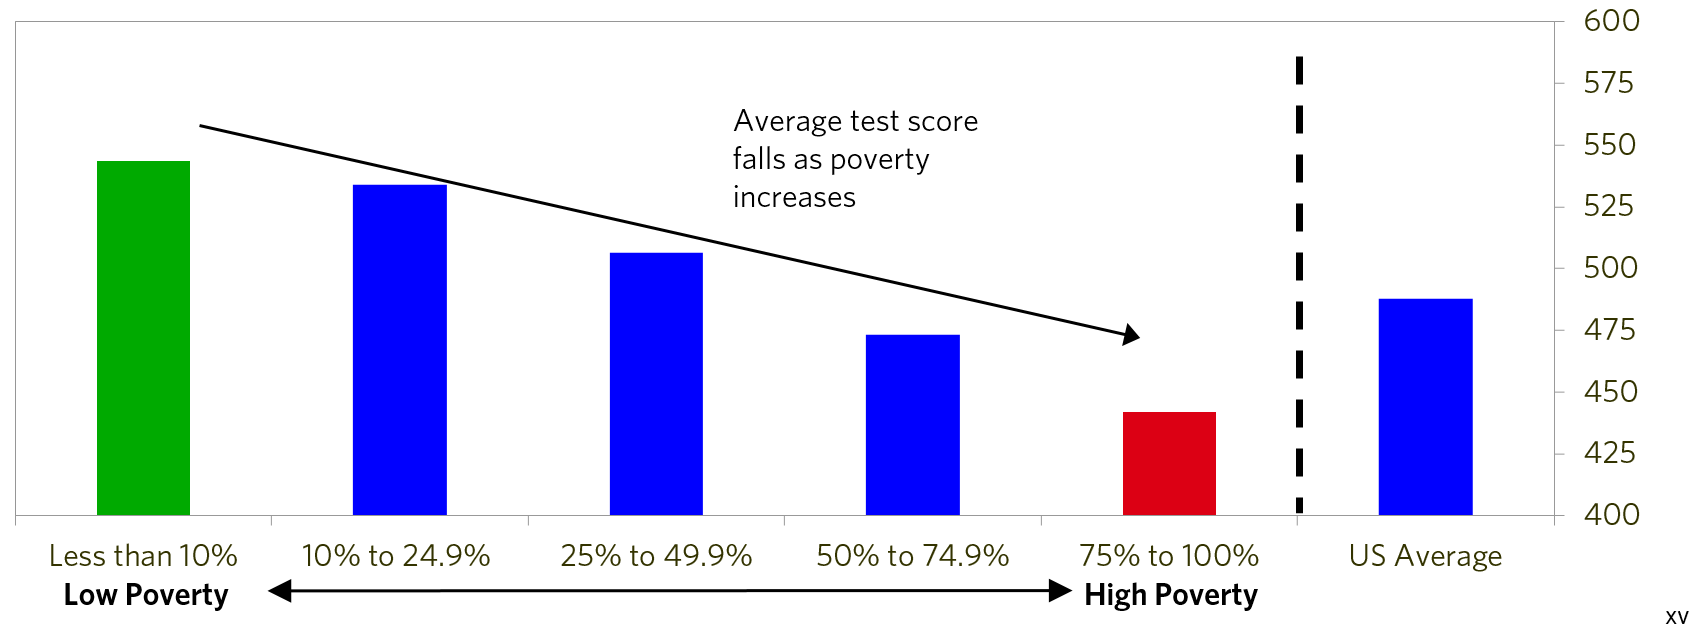 600
575
550
525
500
475
450
425
400
Average test score
falls as poverty
increases
Less than 10%
10% to 24.9%
25% to 49.9%
50% to 74.9%
75% to 100%
US Average
Low Poverty
High Poverty
xv